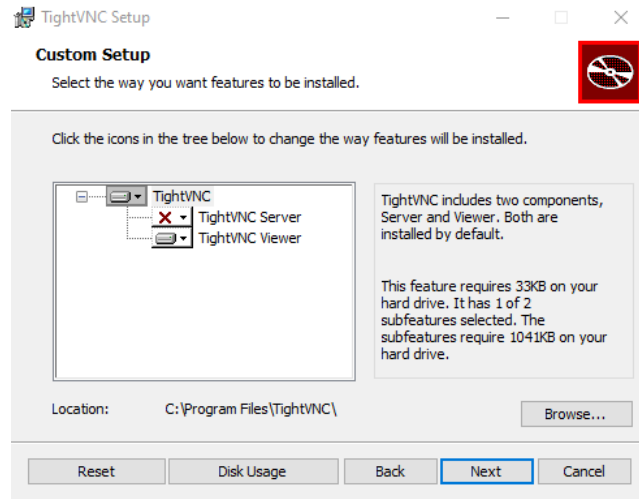 TightVNC Setup
Custom Setup
Select the way you want features to be installed.
Click the icons in the tree below to change the way features will be installed.
TightVNC
TightVNC Server
TightVNC Viewer
TightVNC includes two components,
Server and Viewer. Both are
installed by default.
This feature requires 33KB on your
hard drive. It has 1 of 2
subfeatures selected. The
subfeatures require 1041KB on your
hard drive.
Location: C:\Program Files\TightVNC\
Browse...
Reset Disk Usage Back Next Cancel